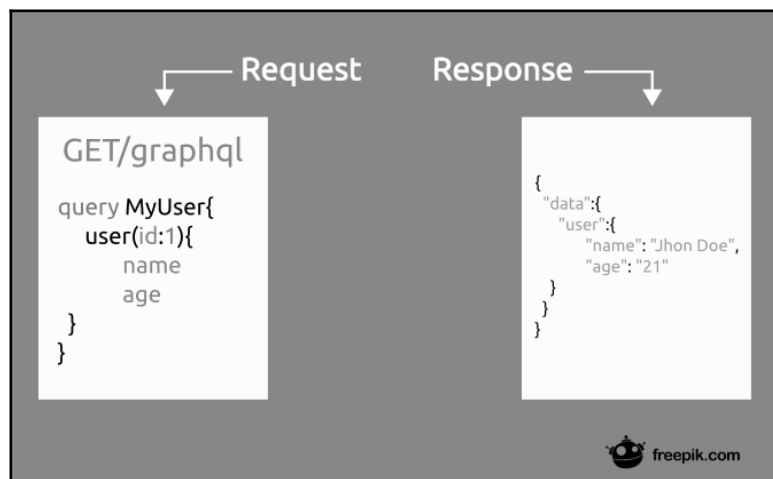 Request
GET/graphql
query MyUser{
user(id:1){
name
age
}
}
Response
{
"data":{
"user":{
"name": "Jhon Doe",
"age": "21"
}
}
}
freepik.com